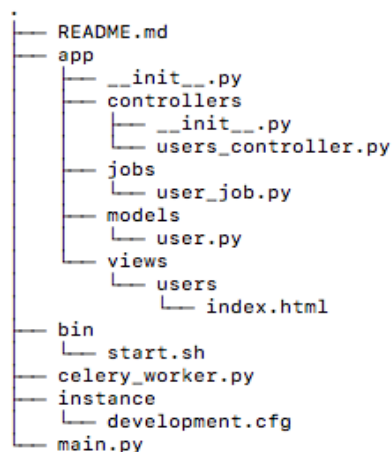 .
├── README.md
├── app
│   ├── __init__.py
│   ├── controllers
│   │   ├── __init__.py
│   │   └── users_controller.py
│   ├── jobs
│   │   └── user_job.py
│   ├── models
│   │   └── user.py
│   └── views
│       └── users
│           └── index.html
├── bin
│   └── start.sh
├── celery_worker.py
├── instance
│   └── development.cfg
└── main.py